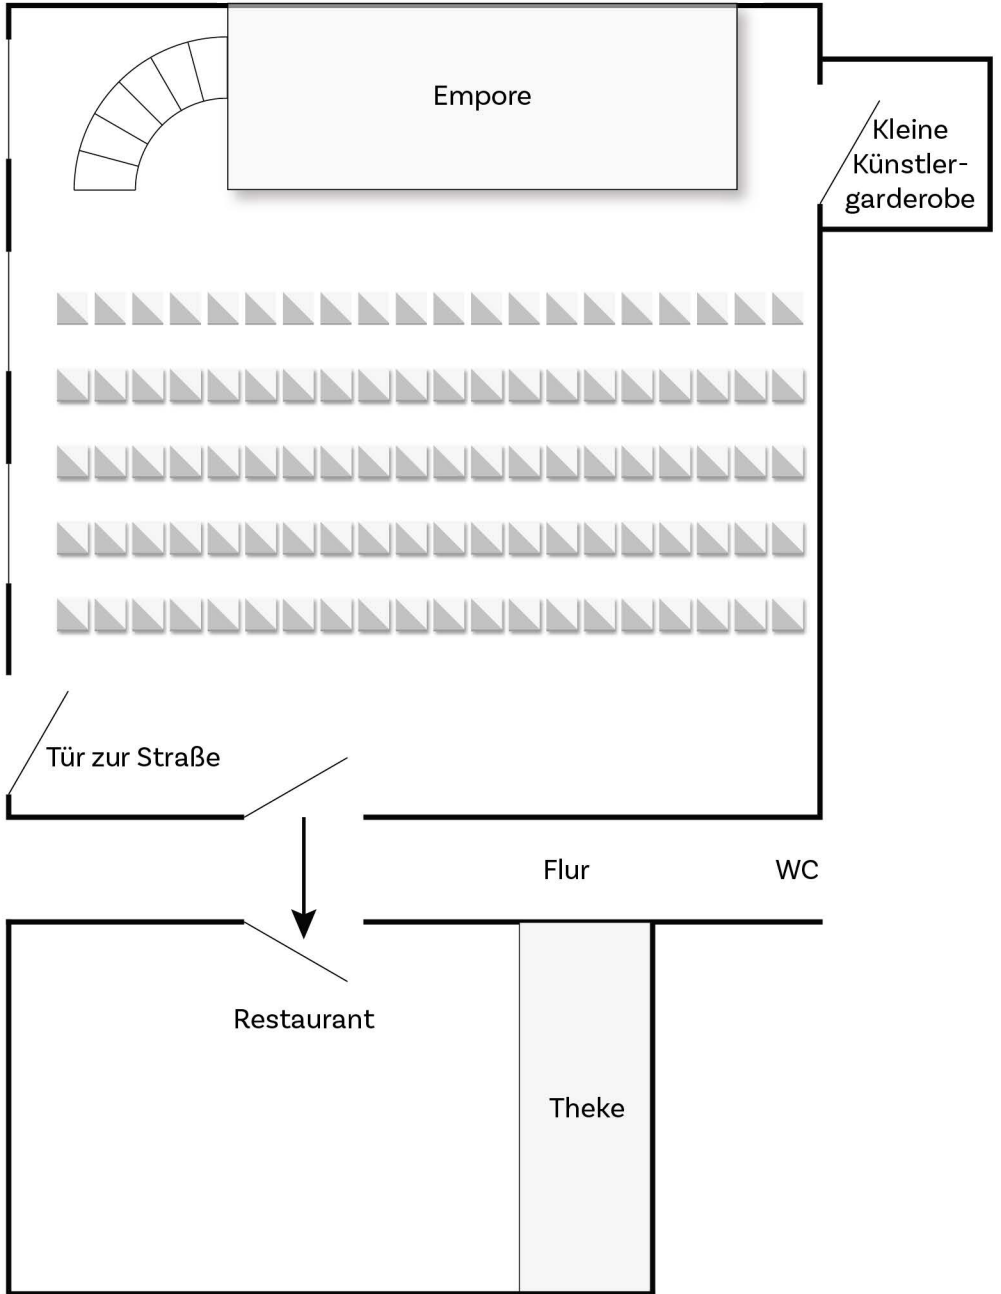 Empore
Kleine
Künstler-
garderobe
Tür zur Straße
Flur
WC
Restaurant
Theke